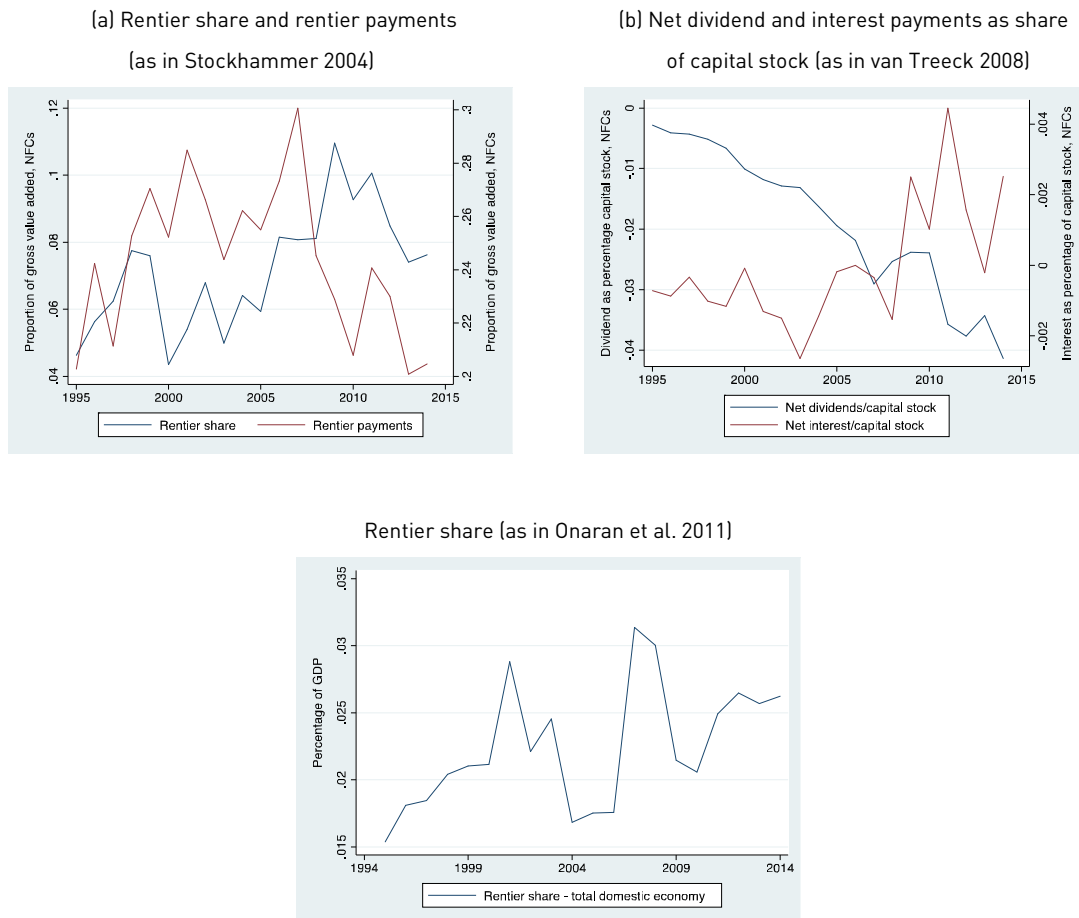 (a) Rentier share and rentier payments
(as in Stockhammer 2004)
Proportion of gross value added, NFCs
.12
.1
.08
.06
.04
.3
.28
.26
.24
.22
.2
Proportion of gross value added, NFCs
1995 2000 2005 2010 2015
Rentier share Rentier payments
(b) Net dividend and interest payments as share
of capital stock (as in van Treeck 2008)
Dividend as percentage capital stock, NFCs
0
-.01
-.02
-.03
-.04
.004
.002
0
-.002
Interest as percentage of capital stock, NFCs
1995 2000 2005 2010 2015
Net dividends/capital stock
Net interest/capital stock
Rentier share (as in Onaran et al. 2011)
Percentage of GDP
.035
.03
.025
.02
.015
1994 1999 2004 2009 2014
Rentier share - total domestic economy